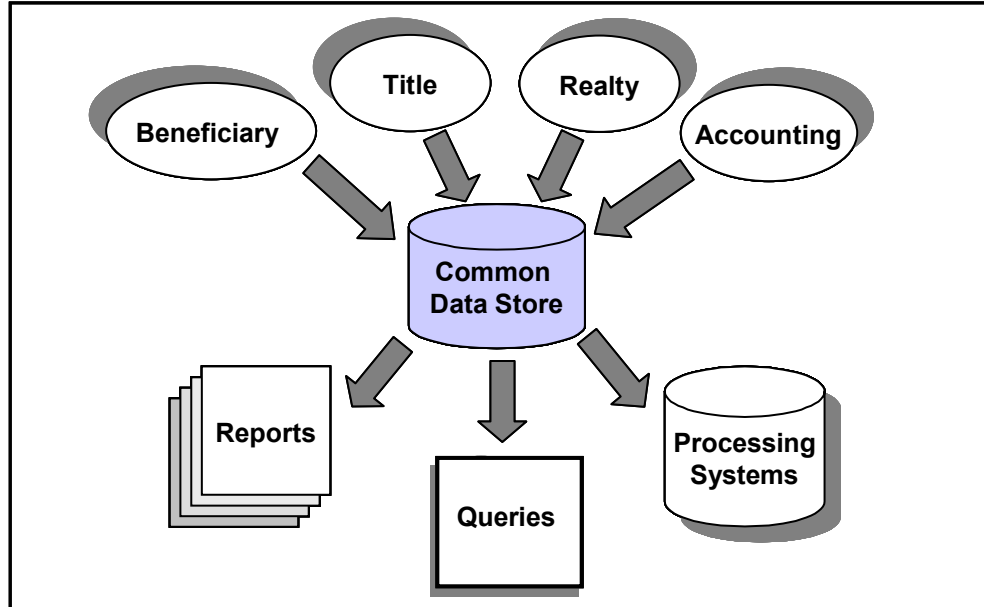 Beneficiary
Title
Realty
Accounting
Common
Data Store
Reports
Queries
Processing
Systems